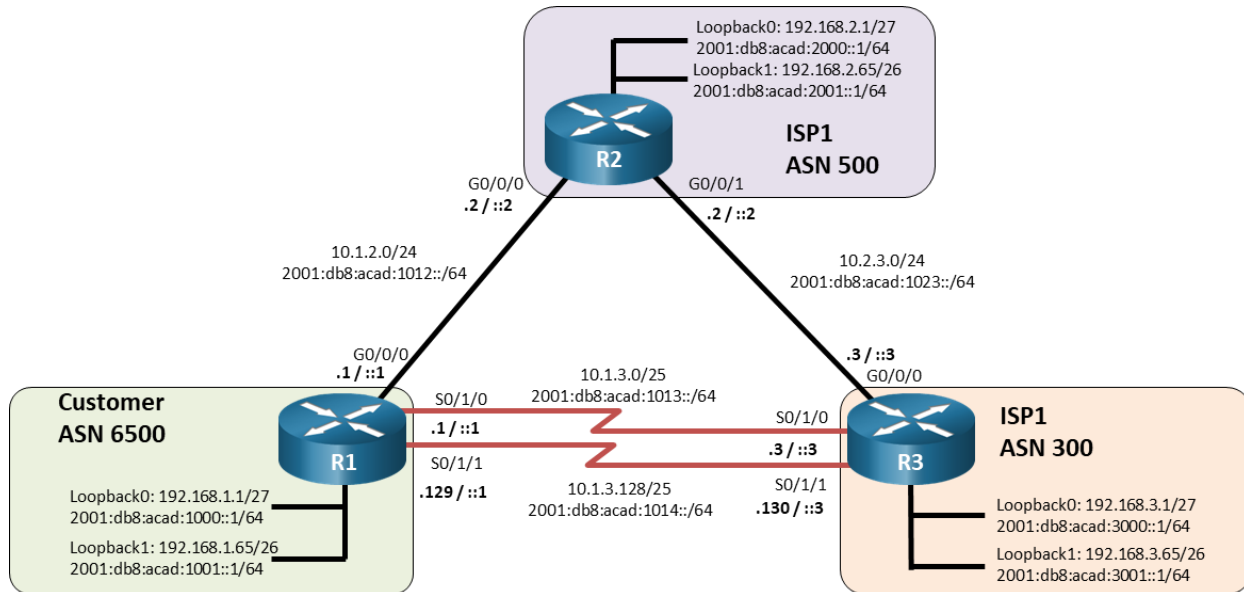 Loopback0: 192.168.2.1/27
2001:db8:acad:2000::1/64
Loopback1: 192.168.2.65/26
2001:db8:acad:2001::1/64
ISP1
ASN 500
R2
G0/0/0
.2 / ::2
G0/0/1
.2 / ::2
10.1.2.0/24
2001:db8:acad:1012::/64
10.2.3.0/24
2001:db8:acad:1023::/64
G0/0/0
.1 / ::1
.3 / ::3
G0/0/0
Customer
ASN 6500
R1
S0/1/0
.1 / ::1
S0/1/1
.129 / ::1
10.1.3.0/25
2001:db8:acad:1013::/64
10.1.3.128/25
2001:db8:acad:1014::/64
S0/1/0
.3 / ::3
S0/1/1
.130 / ::3
R3
ISP1
ASN 300
Loopback0: 192.168.1.1/27
2001:db8:acad:1000::1/64
Loopback1: 192.168.1.65/26
2001:db8:acad:1001::1/64
Loopback0: 192.168.3.1/27
2001:db8:acad:3000::1/64
Loopback1: 192.168.3.65/26
2001:db8:acad:3001::1/64